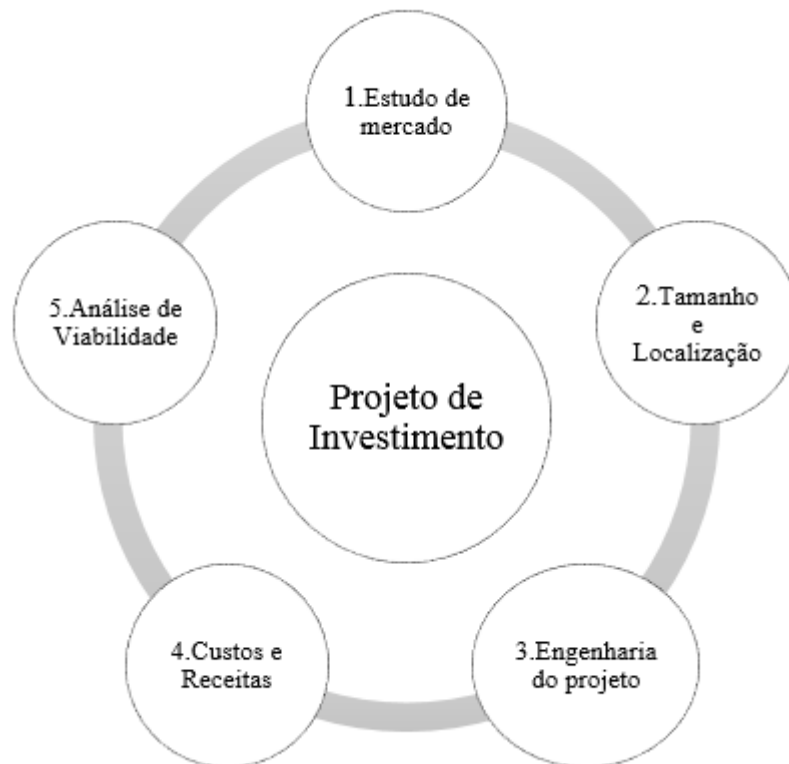 1.Estudo de
mercado
2.Tamanho
e
Localização
3.Engenharia
do projeto
4.Custos e
Receitas
5.Análise de
Viabilidade
Projeto de
Investimento